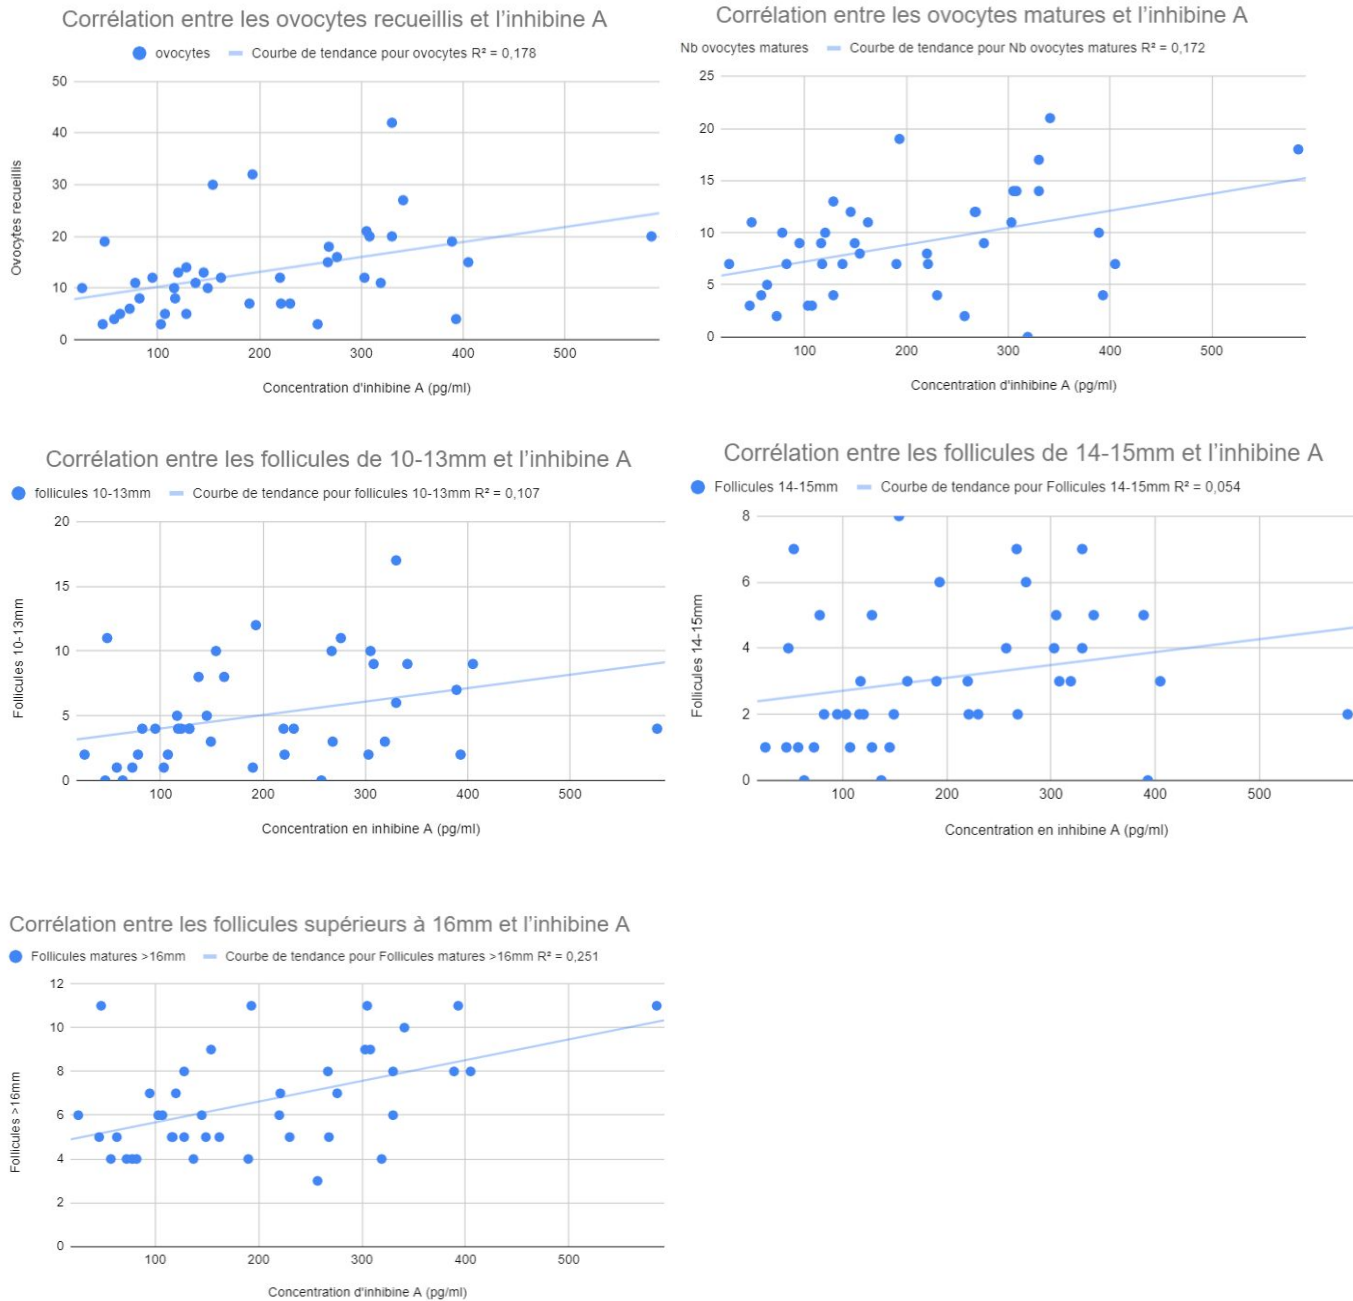 Corrélation entre les ovocytes recueillis et l'inhibine A
ovocytes Courbe de tendance pour ovocytes R² = 0,178
50
40
30
20
10
0
Ovocytes recueillis
100 200 300 400 500
Concentration d'inhibine A (pg/ml)
Corrélation entre les ovocytes matures et l'inhibine A
Nb ovocytes matures Courbe de tendance pour Nb ovocytes matures R² = 0,172
25
20
15
10
5
0
100 200 300 400 500
Concentration d'inhibine A (pg/ml)
Corrélation entre les follicules de 10-13mm et l'inhibine A
follicules 10-13mm Courbe de tendance pour follicules 10-13mm R² = 0,107
20
15
10
5
0
Follicules 10-13mm
100 200 300 400 500
Concentration en inhibine A (pg/ml)
Corrélation entre les follicules de 14-15mm et l'inhibine A
Follicules 14-15mm Courbe de tendance pour Follicules 14-15mm R² = 0,054
8
6
4
2
0
Follicules 14-15mm
100 200 300 400 500
Concentration en inhibine A (pg/ml)
Corrélation entre les follicules supérieurs à 16mm et l'inhibine A
Follicules matures >16mm Courbe de tendance pour Follicules matures >16mm R² = 0,251
12
10
8
6
4
2
0
Follicules >16mm
100 200 300 400 500
Concentration d'inhibine A (pg/ml)